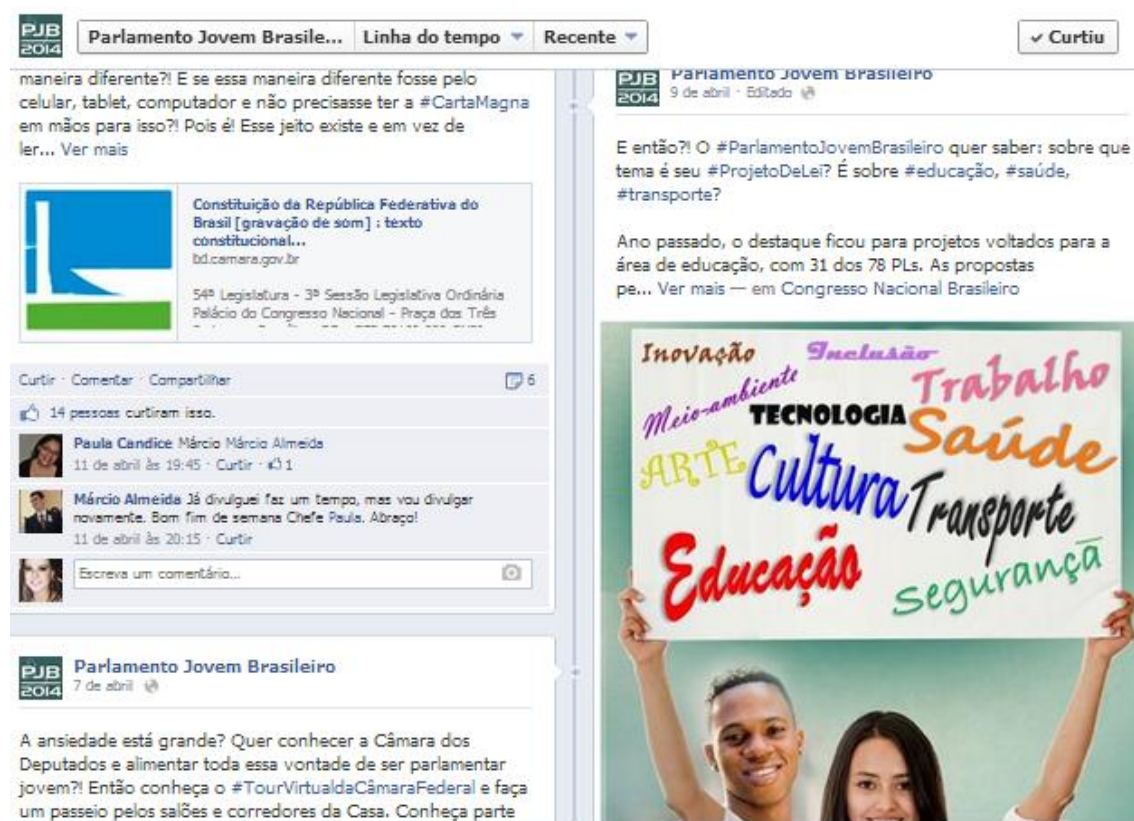 PJB
2014
Parlamento Jovem Brasile... Linha do tempo Recente
Curtiu
maneira diferente?! E se essa maneira diferente fosse pelo
celular, tablet, computador e não precisasse ter a #CartaMagna
em mãos para isso?! Pois é! Esse jeito existe e em vez de
ler... Ver mais
Constituição da República Federativa do
Brasil [gravação de som] : texto
constitucional...
bd.camara.gov.br
54ª Legislatura - 3ª Sessão Legislativa Ordinária
Palácio do Congresso Nacional - Praça dos Três
Curtir · Comentar · Compartilhar 6
14 pessoas curtiram isso.
Paula Candice Márcio Márcio Almeida
11 de abril às 19:45 · Curtir · 1
Márcio Almeida Já divulguei faz um tempo, mas vou divulgar
novamente. Bom fim de semana Chefe Paula. Abraço!
11 de abril às 20:15 · Curtir
Escreva um comentário...
PJB
2014
Parlamento Jovem Brasileiro
7 de abril
A ansiedade está grande? Quer conhecer a Câmara dos
Deputados e alimentar toda essa vontade de ser parlamentar
jovem?! Então conheça o #TourVirtualdaCâmaraFederal e faça
um passeio pelos salões e corredores da Casa. Conheça parte
PJB
2014
Parlamento Jovem Brasileiro
9 de abril · Editado
E então?! O #ParlamentoJovemBrasileiro quer saber: sobre que
tema é seu #ProjetoDeLei? É sobre #educação, #saúde,
#transporte?
Ano passado, o destaque ficou para projetos voltados para a
área de educação, com 31 dos 78 PLs. As propostas
pe... Ver mais — em Congresso Nacional Brasileiro
Inovação
Inclusão
Trabalho
Meio-ambiente
TECNOLOGIA
Saúde
ARTE
Cultura
Transporte
Educação
Segurança